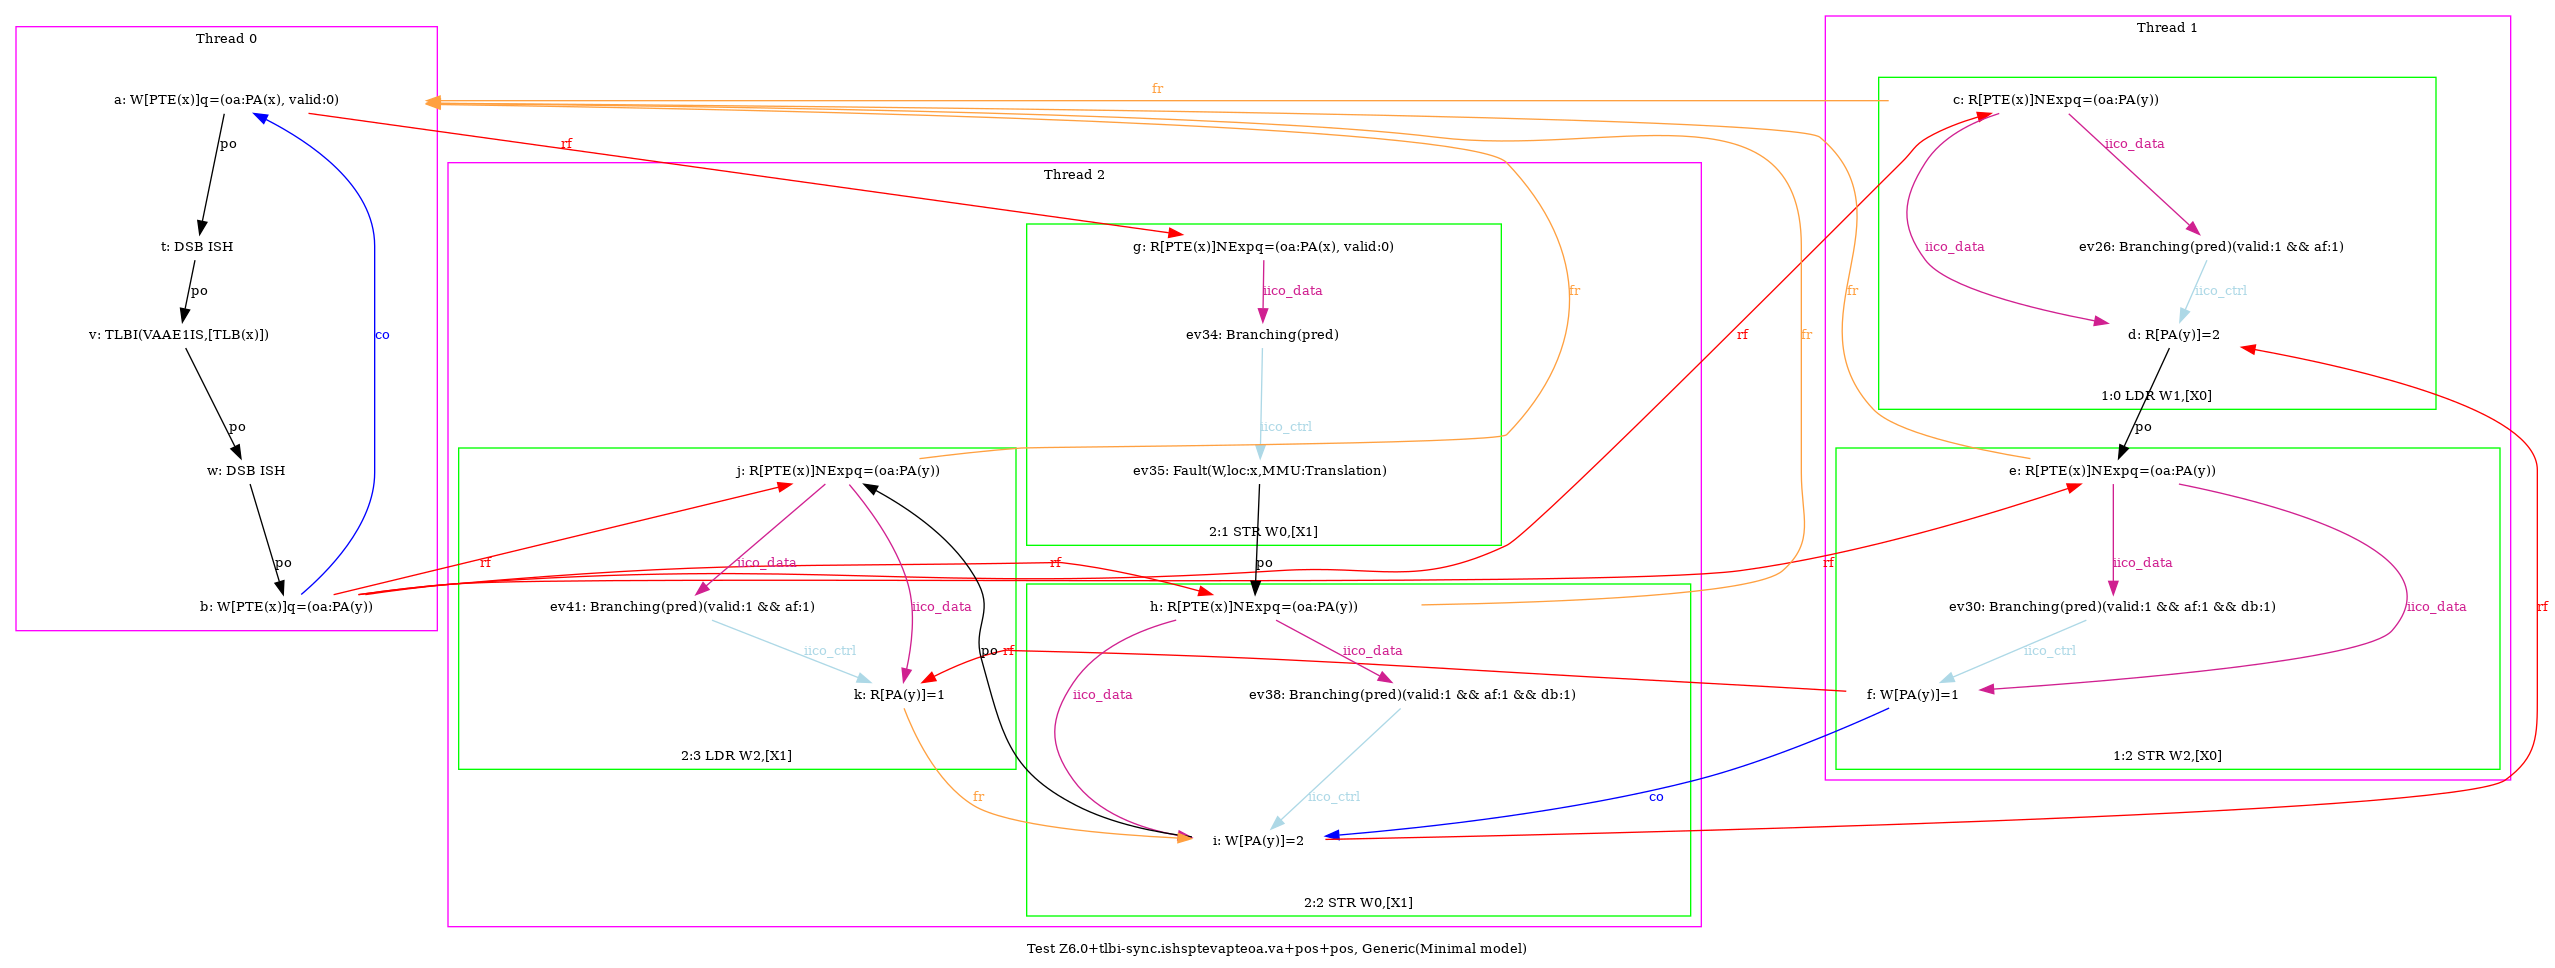 Thread 0
a: W[PTE(x)]q=(oa:PA(x), valid:0)
po
t: DSB ISH
po
v: TLBI(VAAE1IS,[TLB(x)])
po
w: DSB ISH
po
b: W[PTE(x)]q=(oa:PA(y))
co
rf
fr
Thread 2
g: R[PTE(x)]NExpq=(oa:PA(x), valid:0)
iico_data
ev34: Branching(pred)
iico_ctrl
ev35: Fault(W,loc:x,MMU:Translation)
2:1 STR W0,[X1]
po
j: R[PTE(x)]NExpq=(oa:PA(y))
rf
iico_data
iico_data
ev41: Branching(pred)(valid:1 && af:1)
iico_ctrl
k: R[PA(y)]=1
2:3 LDR W2,[X1]
fr
rf
h: R[PTE(x)]NExpq=(oa:PA(y))
po
rf
iico_data
iico_data
ev38: Branching(pred)(valid:1 && af:1 && db:1)
iico_ctrl
i: W[PA(y)]=2
2:2 STR W0,[X1]
fr
fr
fr
rf
rf
co
Thread 1
c: R[PTE(x)]NExpq=(oa:PA(y))
iico_data
iico_data
ev26: Branching(pred)(valid:1 && af:1)
iico_ctrl
d: R[PA(y)]=2
1:0 LDR W1,[X0]
po
e: R[PTE(x)]NExpq=(oa:PA(y))
iico_data
iico_data
ev30: Branching(pred)(valid:1 && af:1 && db:1)
iico_ctrl
f: W[PA(y)]=1
1:2 STR W2,[X0]
rf
Test Z6.0+tlbi-sync.ishsptevapteoa.va+pos+pos, Generic(Minimal model)